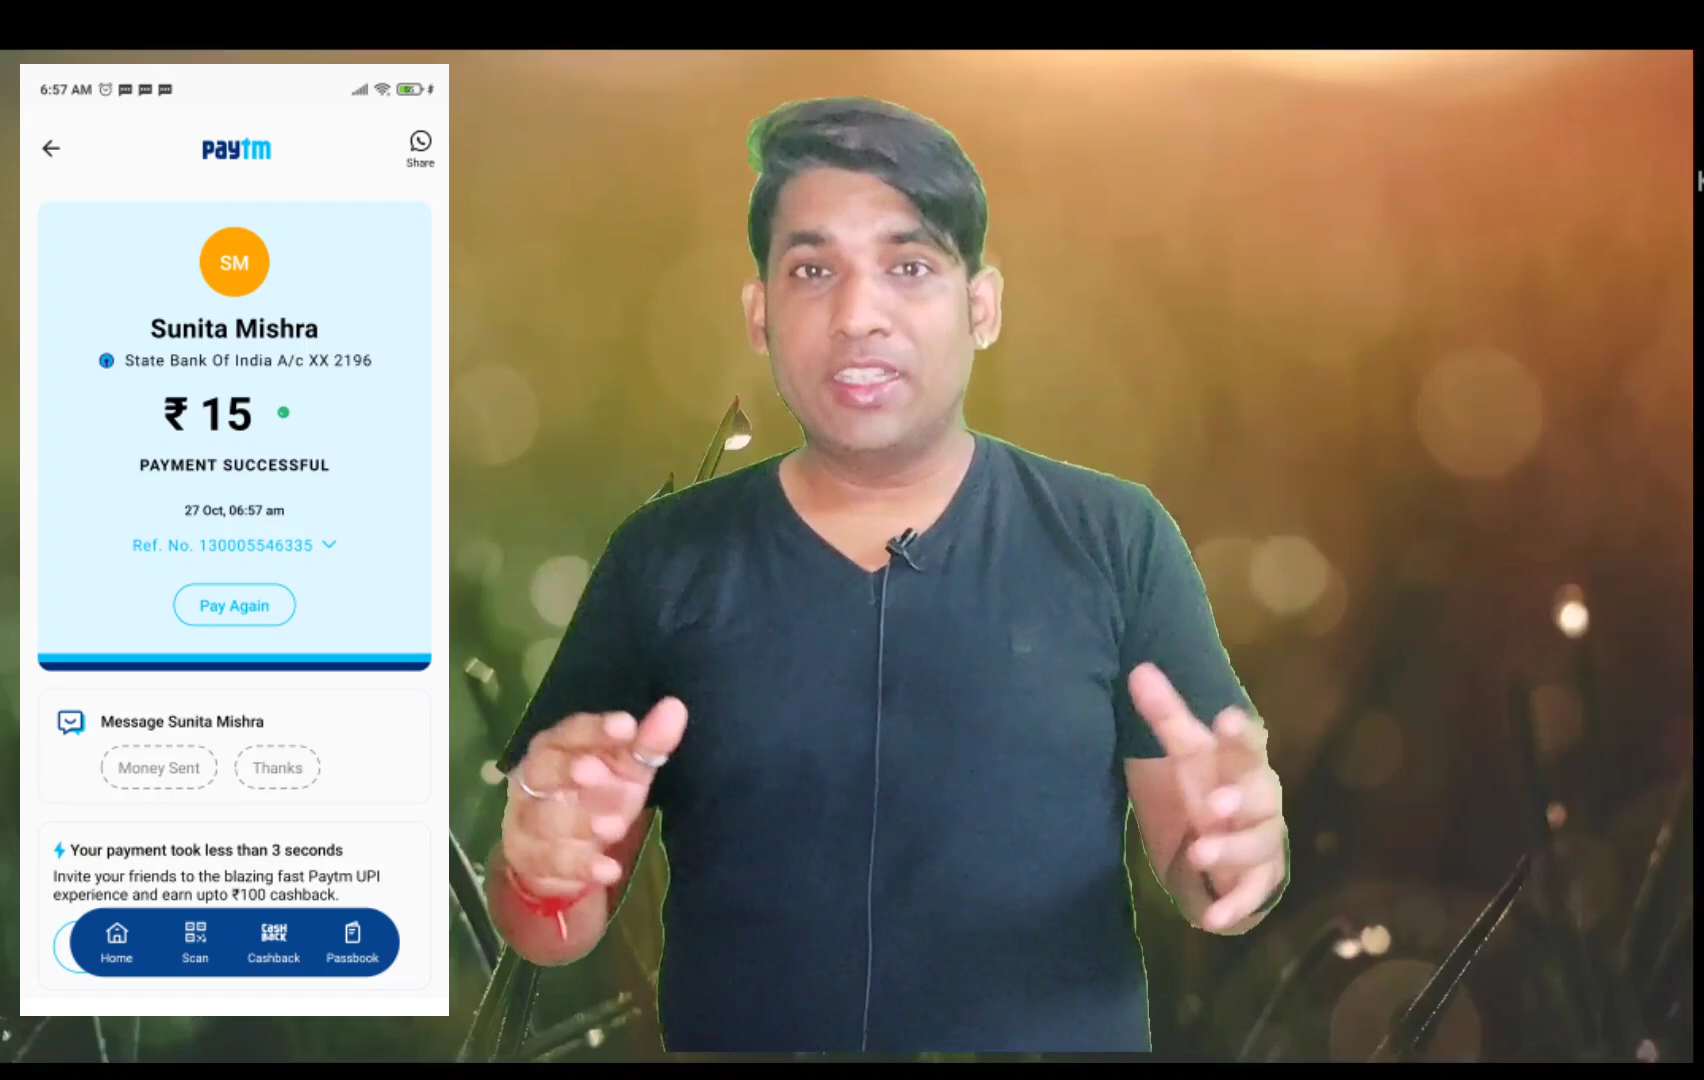 6:57 AM
paytm
Share
SM
Sunita Mishra
State Bank Of India A/c XX 2196
₹ 15
PAYMENT SUCCESSFUL
27 Oct, 06:57 am
Ref. No. 130005546335
Pay Again
Message Sunita Mishra
Money Sent
Thanks
Your payment took less than 3 seconds
Invite your friends to the blazing fast Paytm UPI
experience and earn upto ₹100 cashback.
CASH
BACK
Home
Scan
Cashback
Passbook